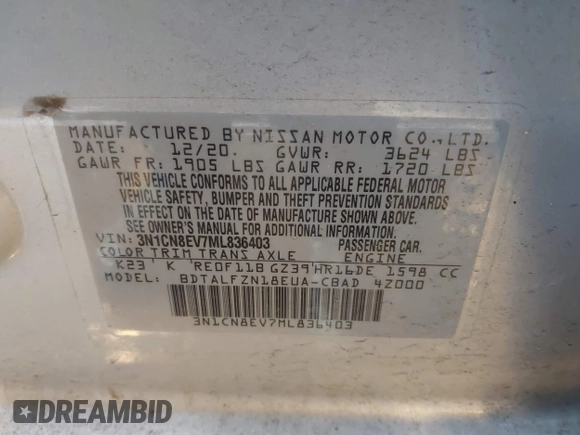 MANUFACTURED BY NISSAN MOTOR CO.,LTD.
DATE: 12/20. GVWR: 3624 LBS
GAWR FR: 1905 LBS GAWR RR: 1720 LBS
THIS VEHICLE CONFORMS TO ALL APPLICABLE FEDERAL MOTOR
VEHICLE SAFETY, BUMPER AND THEFT PREVENTION STANDARDS
IN EFFECT ON THE DATE OF MANUFACTURE SHOWN ABOVE.
SEE OWNER'S MANUAL FOR ADDITIONAL INFORMATION.
VIN: 3N1CN8EV7ML836403 PASSENGER CAR.
COLOR TRIM TRANS AXLE ENGINE
K23 K RE0F11B GZ39 HR16DE 1598 CC
MODEL: BDTALFZN18EUA-CBAD 4Z000
3N1CN8EV7ML836403
DREAMBID